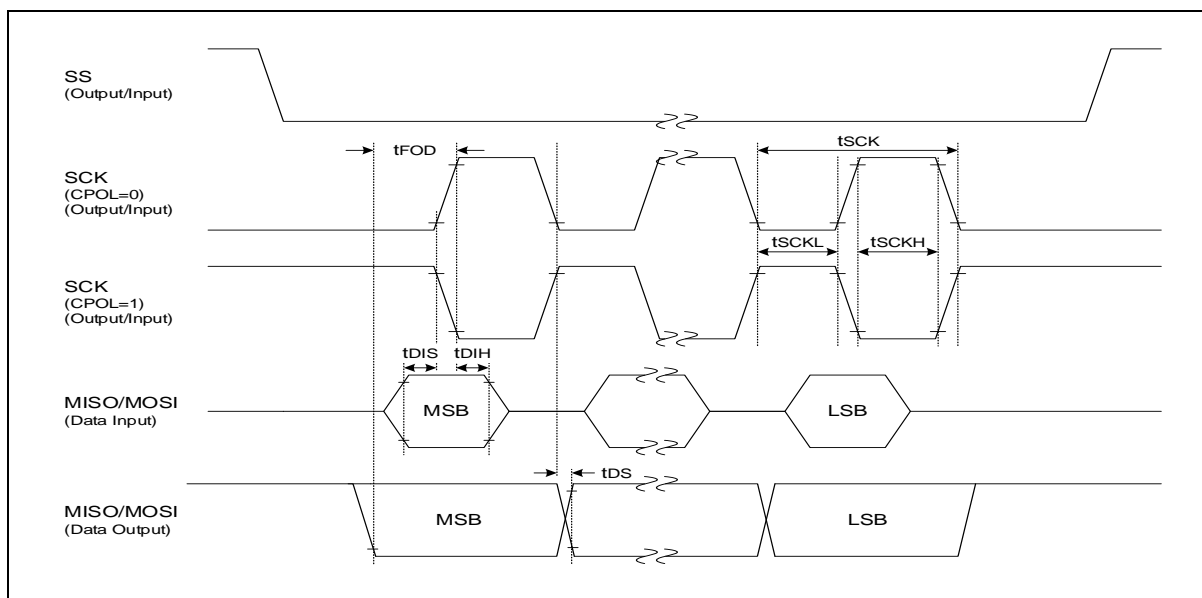 SS
(Output/Input)
tFOD
tSCK
SCK
(CPOL=0)
(Output/Input)
tSCKL
tSCKH
SCK
(CPOL=1)
(Output/Input)
tDIS
tDIH
MISO/MOSI
(Data Input)
MSB
LSB
tDS
MISO/MOSI
(Data Output)
MSB
LSB